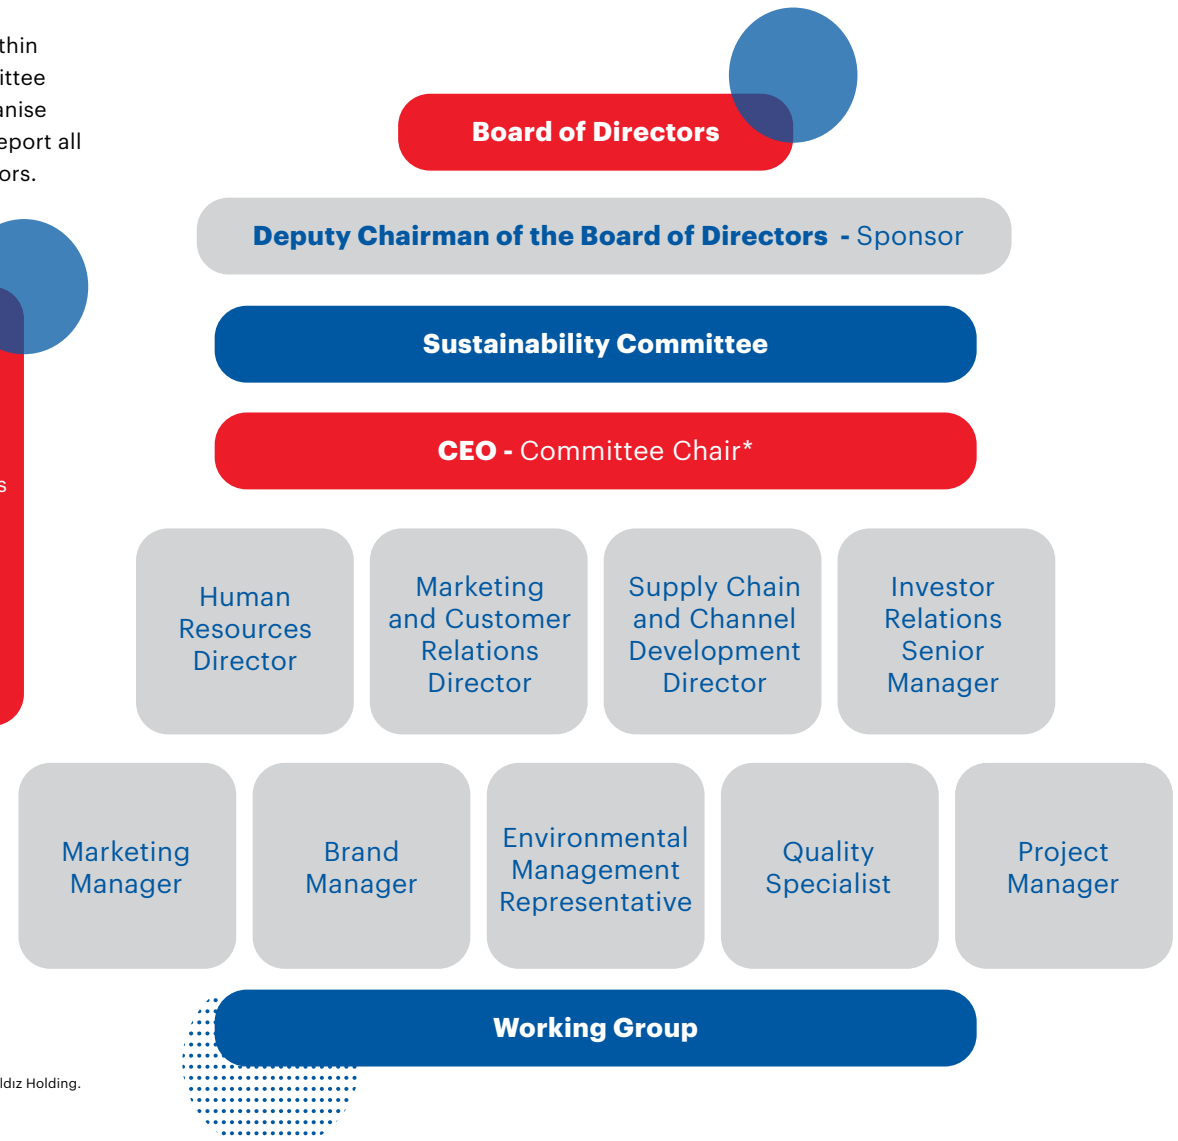 thin
ittee
anise
eport all
ors.
s
Board of Directors
Deputy Chairman of the Board of Directors - Sponsor
Sustainability Committee
CEO - Committee Chair*
Human
Resources
Director
Marketing
and Customer
Relations
Director
Supply Chain
and Channel
Development
Director
Investor
Relations
Senior
Manager
Marketing
Manager
Brand
Manager
Environmental
Management
Representative
Quality
Specialist
Project
Manager
Working Group
ldız Holding.